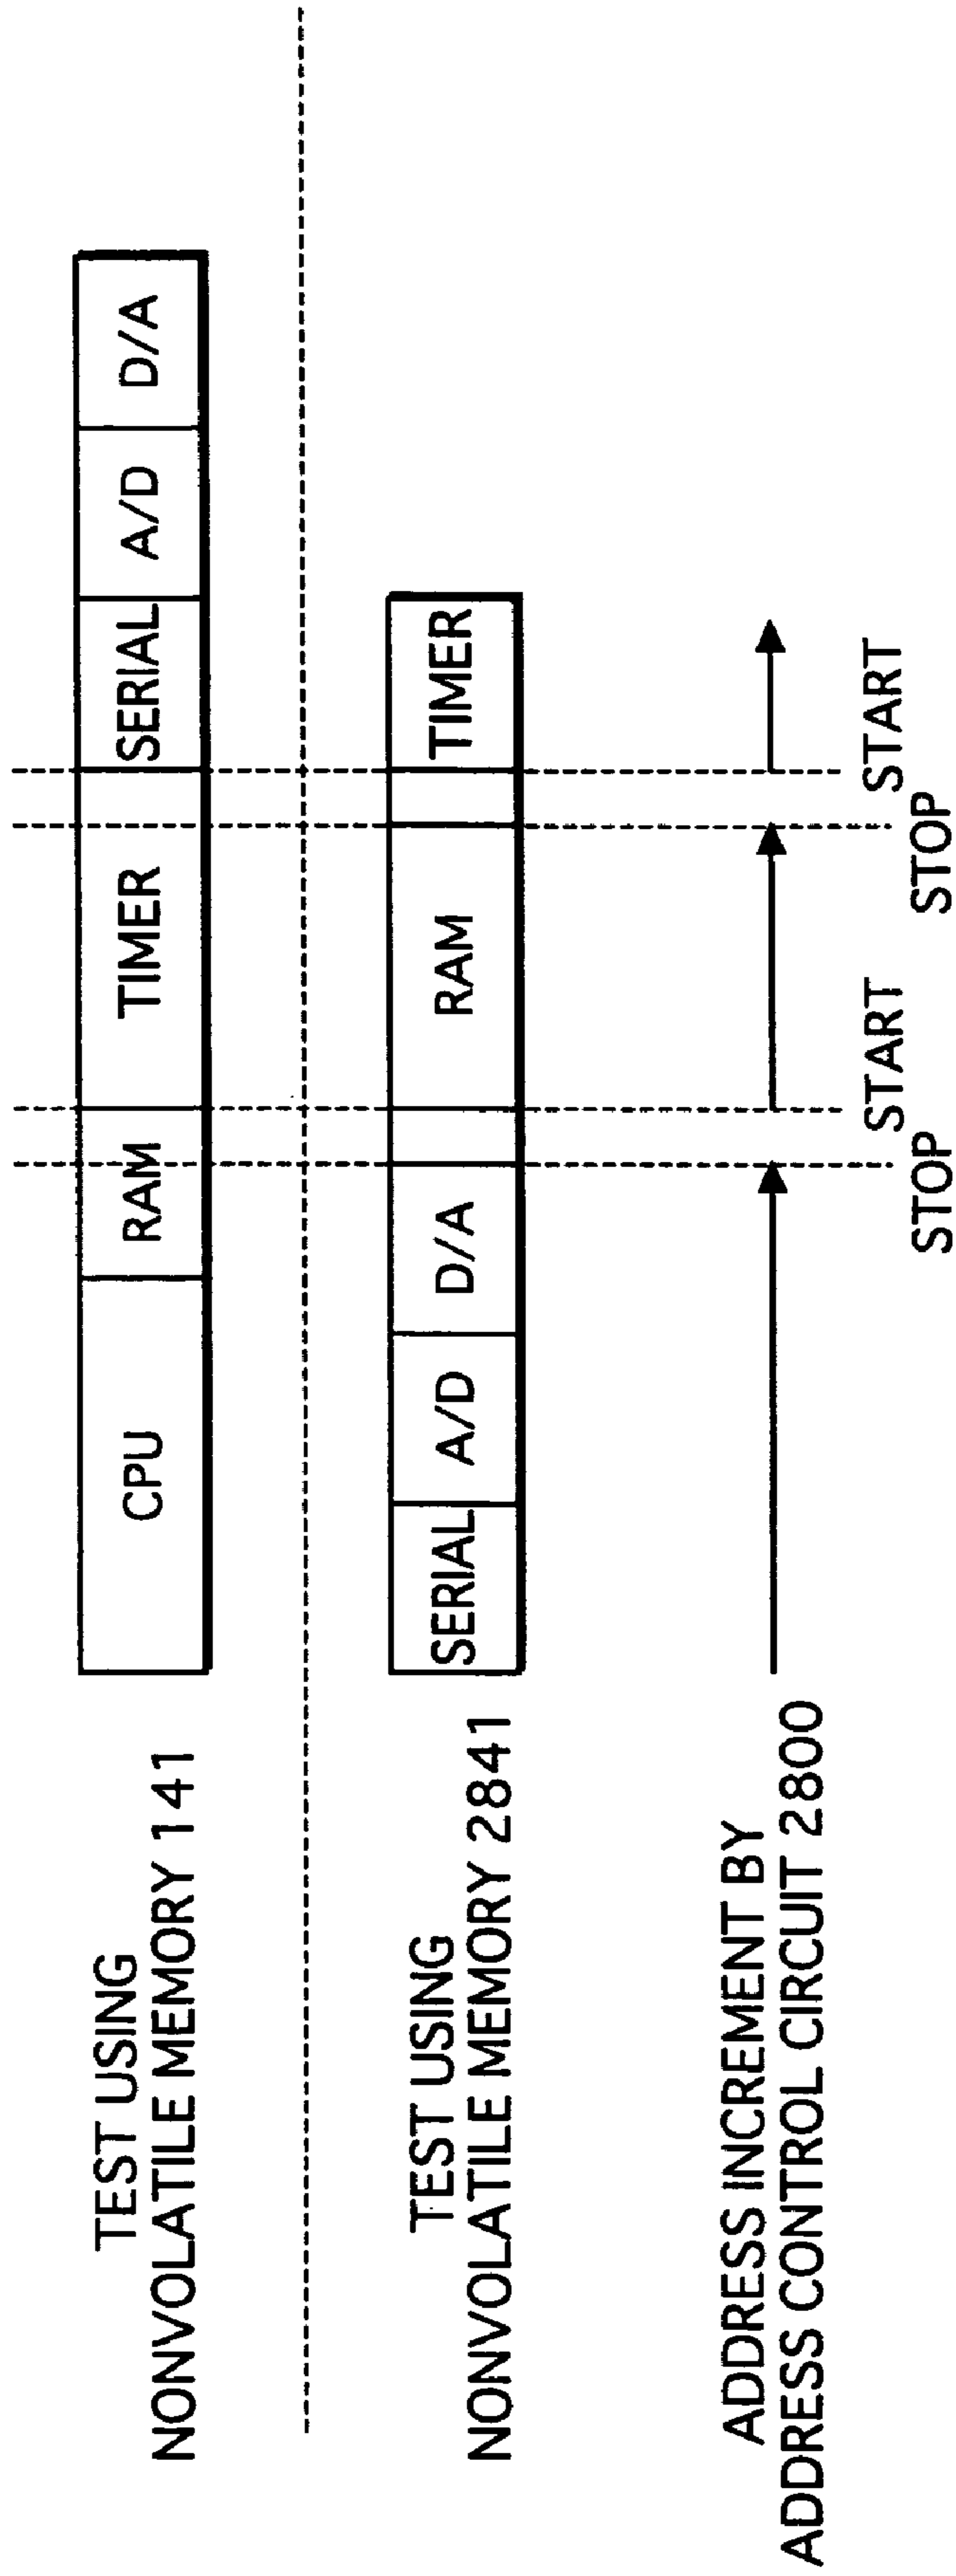 TEST USING
NONVOLATILE MEMORY 141
CPU
RAM
TIMER
SERIAL
A/D
D/A
TEST USING
NONVOLATILE MEMORY 2841
SERIAL
A/D
D/A
RAM
TIMER
ADDRESS INCREMENT BY
ADDRESS CONTROL CIRCUIT 2800
START
START
STOP
STOP